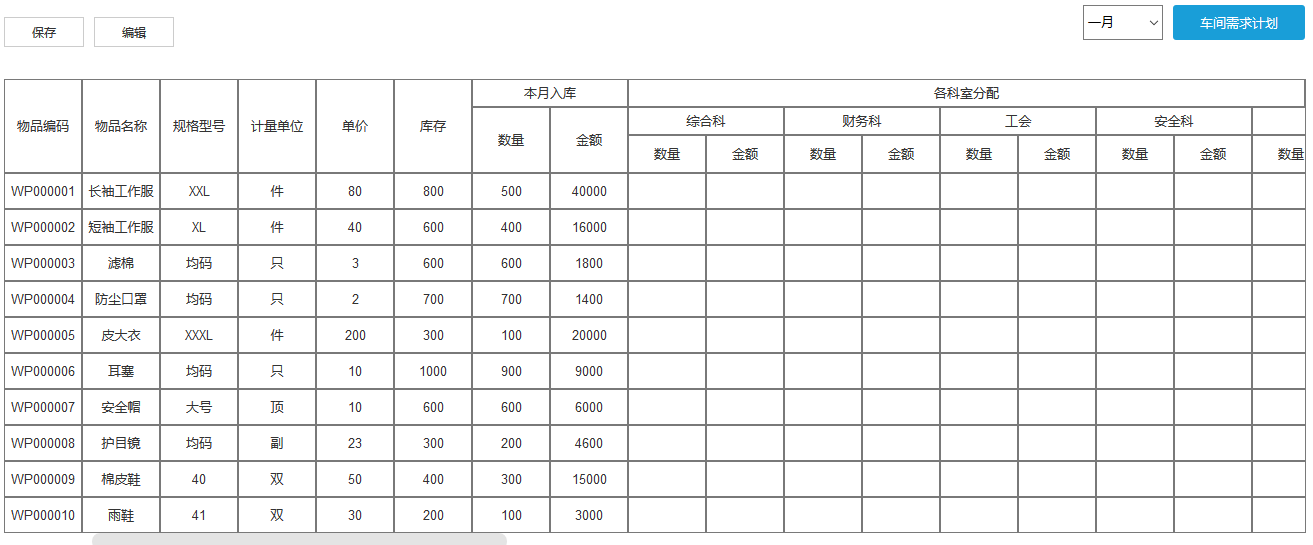 保存 编辑 一月 车间需求计划
物品编码 物品名称 规格型号 计量单位 单价 库存 本月入库 各科室分配
数量 金额 综合科 财务科 工会 安全科
数量 金额 数量 金额 数量 金额 数量 金额 数量
WP000001 长袖工作服 XXL 件 80 800 500 40000
WP000002 短袖工作服 XL 件 40 600 400 16000
WP000003 滤棉 均码 只 3 600 600 1800
WP000004 防尘口罩 均码 只 2 700 700 1400
WP000005 皮大衣 XXXL 件 200 300 100 20000
WP000006 耳塞 均码 只 10 1000 900 9000
WP000007 安全帽 大号 顶 10 600 600 6000
WP000008 护目镜 均码 副 23 300 200 4600
WP000009 棉皮鞋 40 双 50 400 300 15000
WP000010 雨鞋 41 双 30 200 100 3000